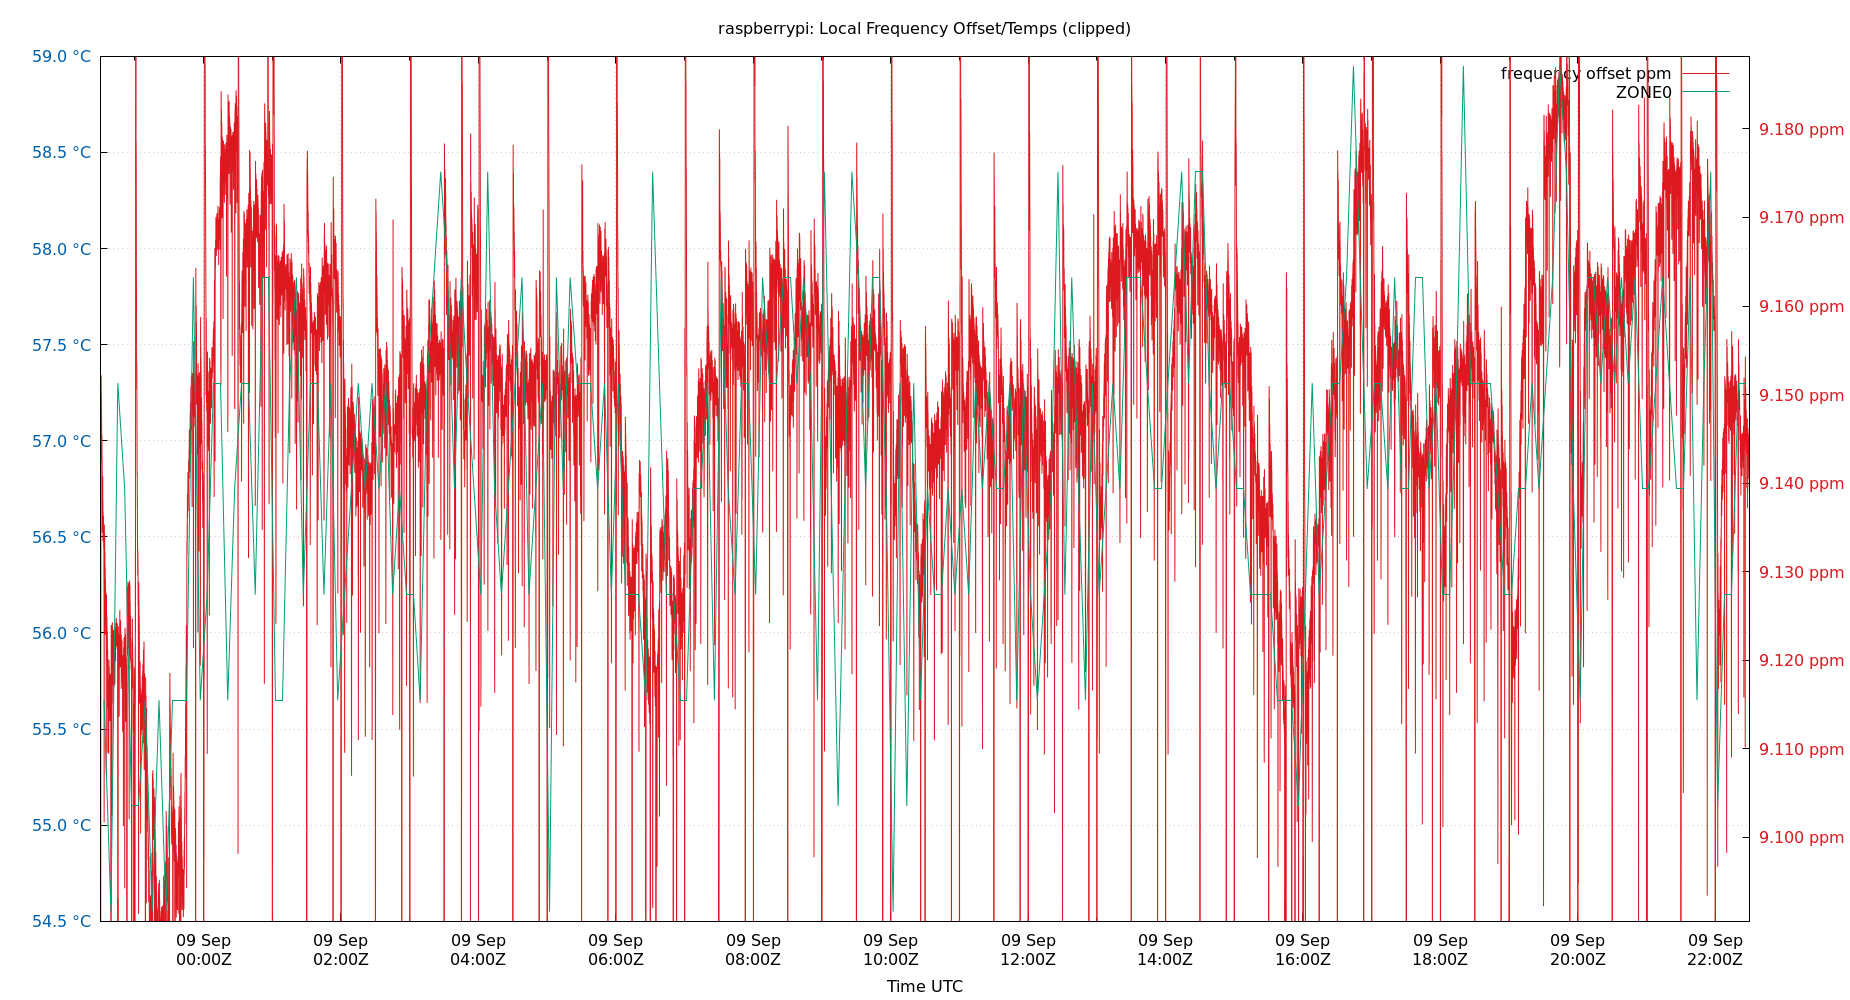 raspberrypi: Local Frequency Offset/Temps (clipped)
59.0 °C
58.5 °C
58.0 °C
57.5 °C
57.0 °C
56.5 °C
56.0 °C
55.5 °C
55.0 °C
54.5 °C
frequency offset ppm
ZONE0
9.180 ppm
9.170 ppm
9.160 ppm
9.150 ppm
9.140 ppm
9.130 ppm
9.120 ppm
9.110 ppm
9.100 ppm
09 Sep 09 Sep 09 Sep 09 Sep 09 Sep 09 Sep 09 Sep 09 Sep 09 Sep 09 Sep 09 Sep 09 Sep
00:00Z 02:00Z 04:00Z 06:00Z 08:00Z 10:00Z 12:00Z 14:00Z 16:00Z 18:00Z 20:00Z 22:00Z
Time UTC